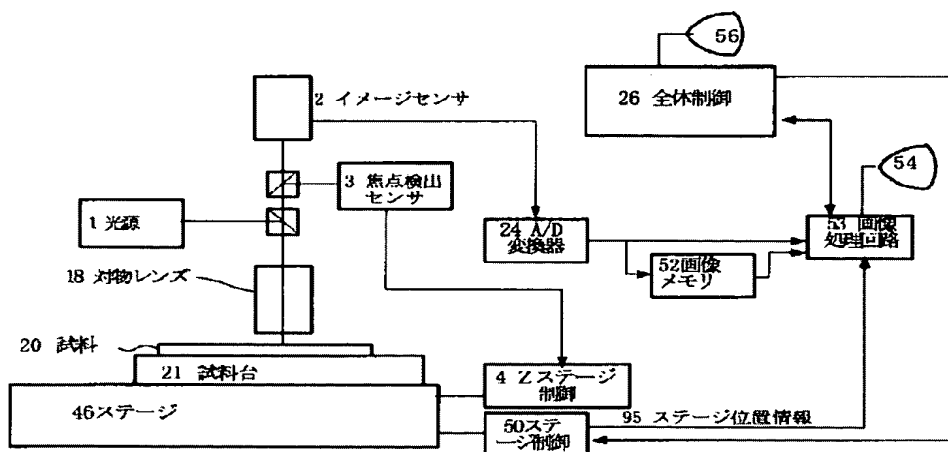 56
26 全体制御
2 イメージセンサ
54
3 焦点検出
センサ
1 光源
24 A/D
変換器
53 画像
処理回路
52画像
メモリ
18 対物レンズ
20 試料
21 試料台
4 Zステージ
制御
46ステージ
95 ステージ位置情報
50ステ
ージ制御